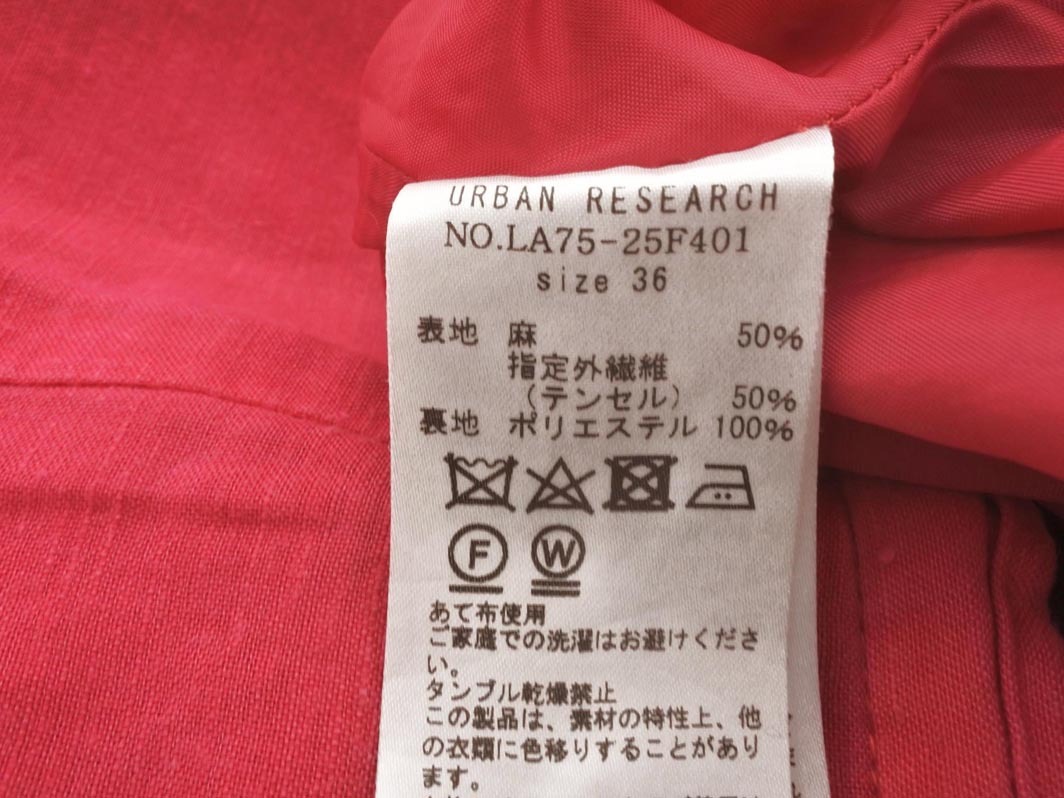 URBAN RESEARCH
NO.LA75-25F401
size 36
表地 麻 50%
指定外繊維
(テンセル) 50%
裏地 ポリエステル 100%
F W
あて布使用
ご家庭での洗濯はお避けくださ
い。
タンブル乾燥禁止
この製品は、素材の特性上、他
の衣類に色移りすることがあり
ます。